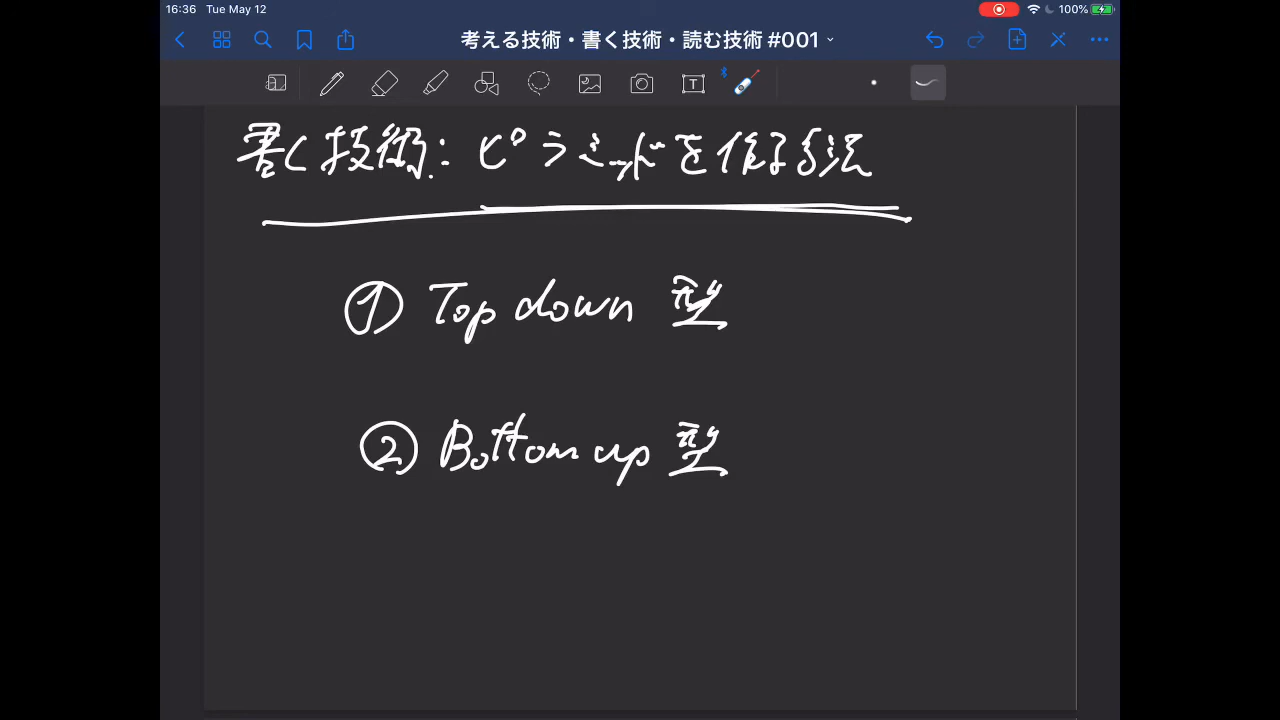 16:36 Tue May 12 100%
考える技術・書く技術・読む技術 #001
T
書く技術: ピラミッドを作る方法
① Top down 型
② Bottom up 型